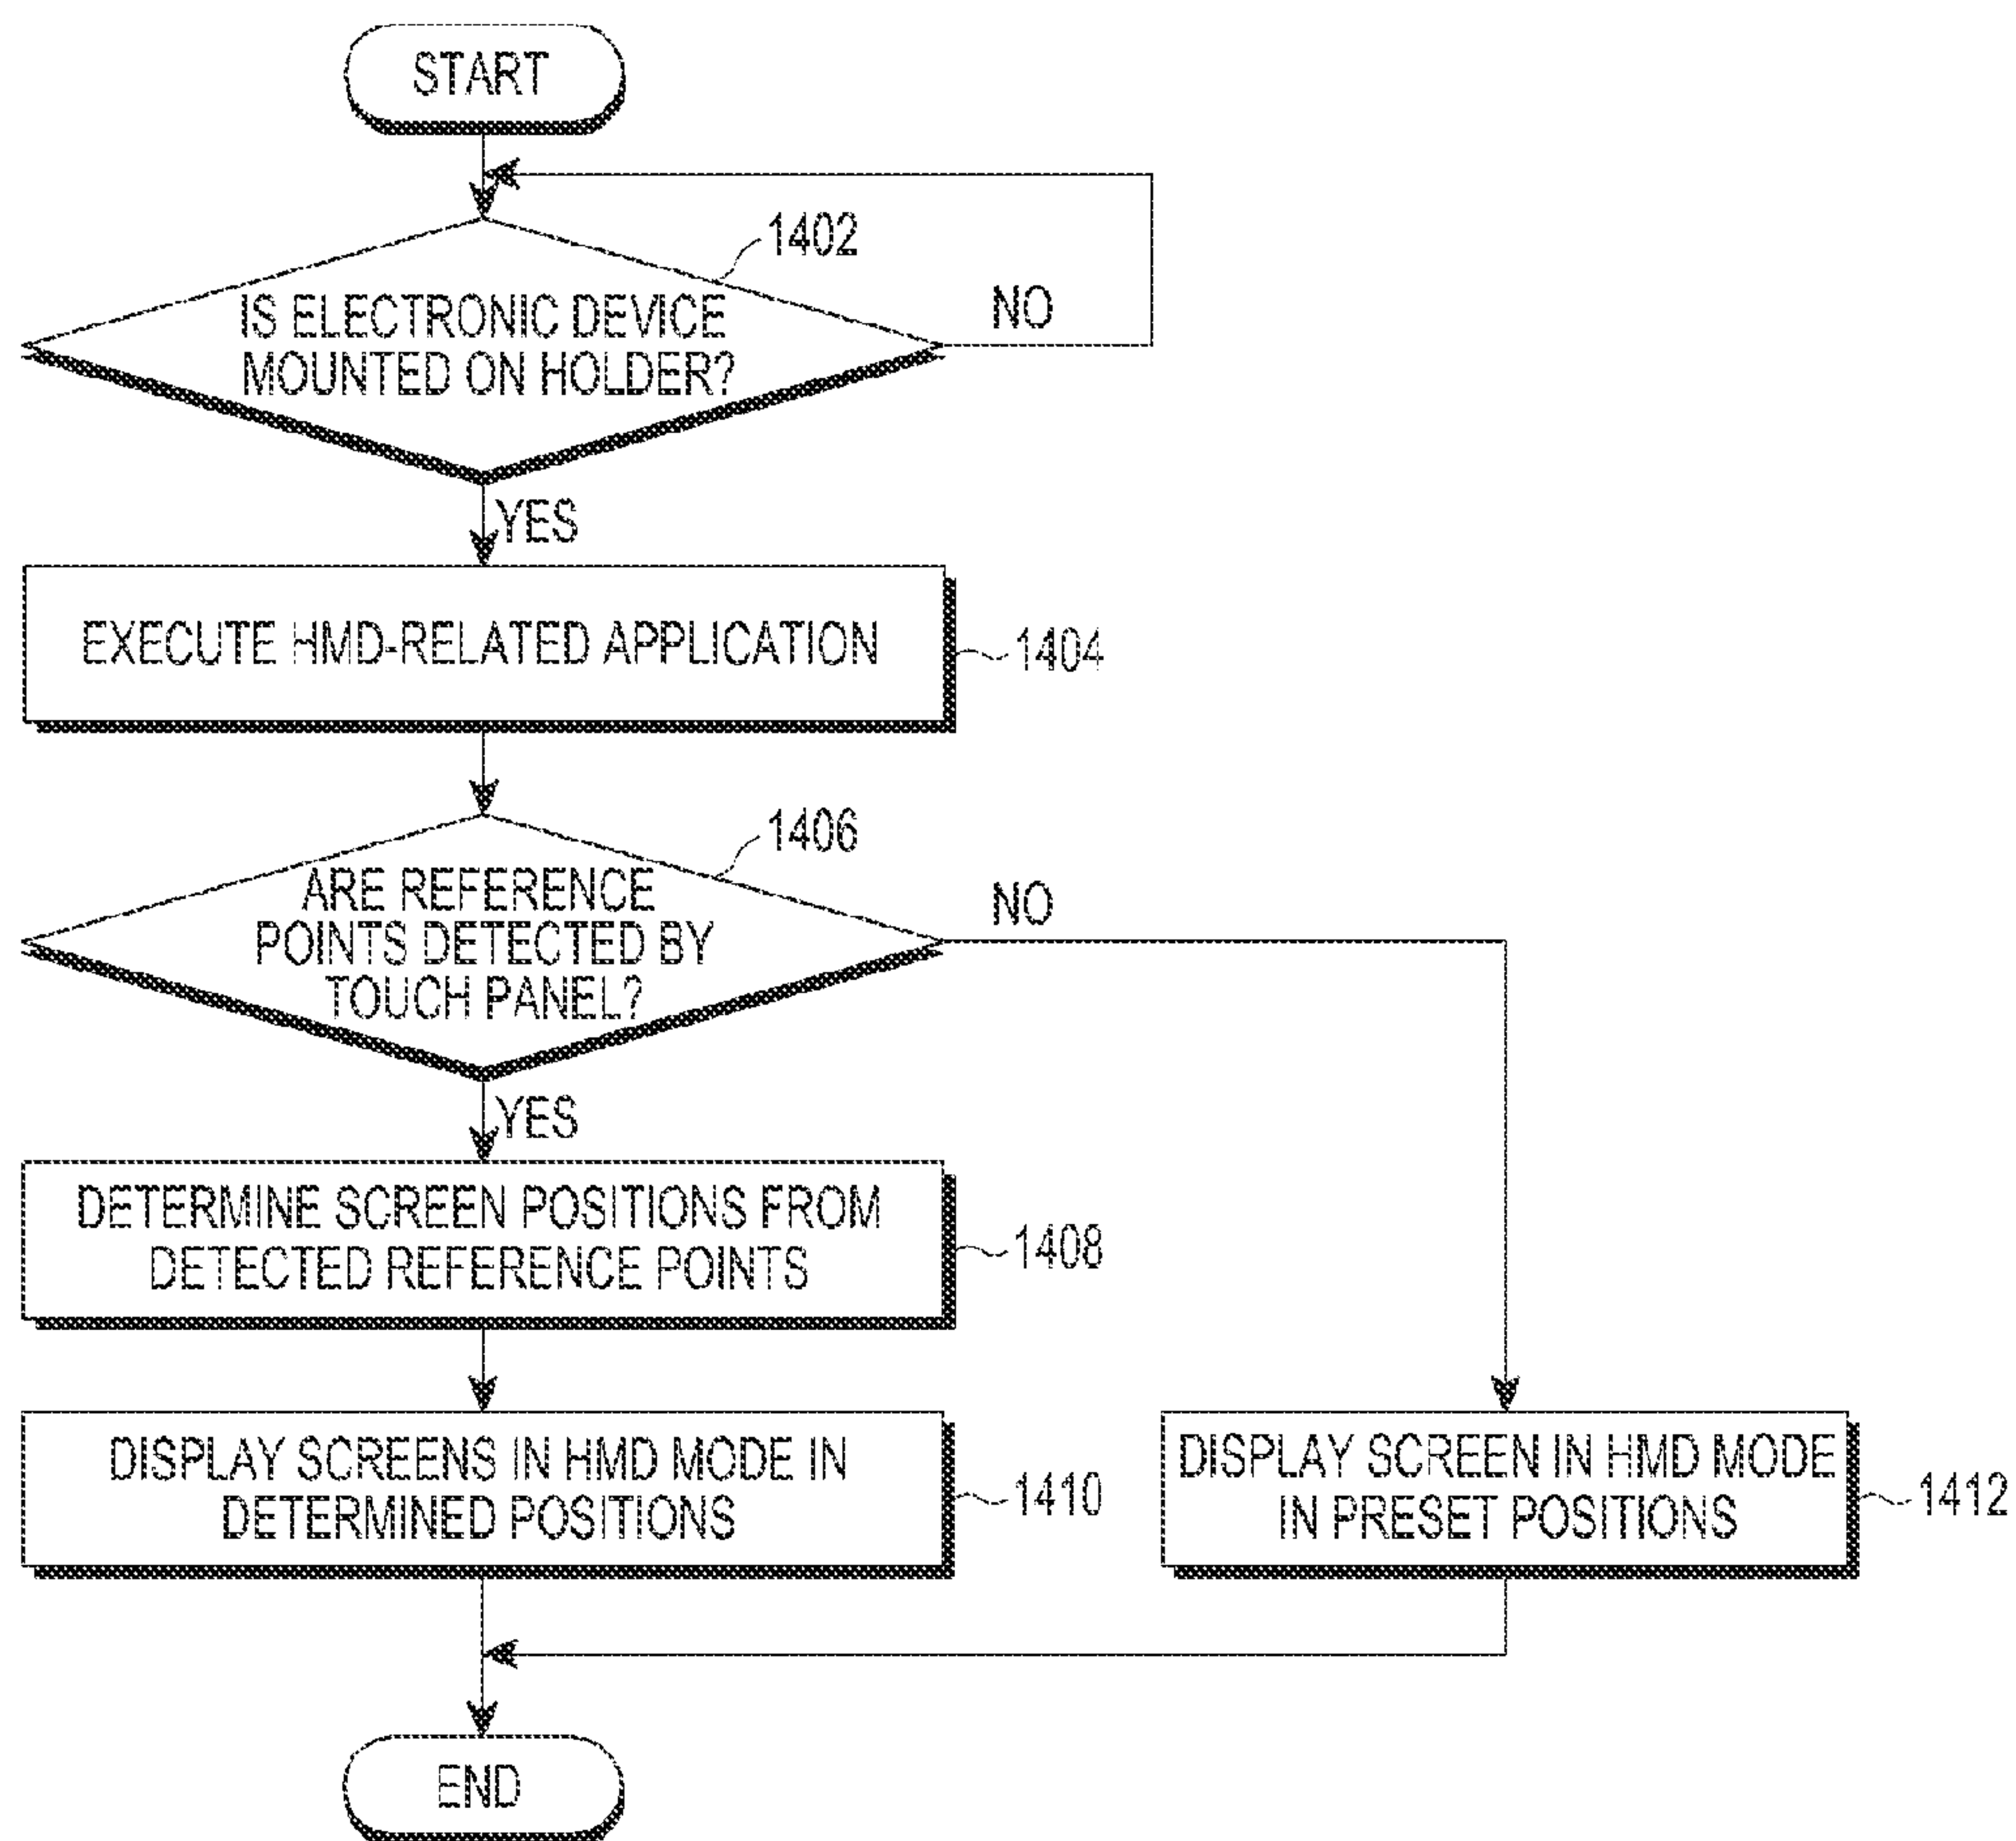 START
1402
IS ELECTRONIC DEVICE
MOUNTED ON HOLDER?
NO
YES
EXECUTE HMD-RELATED APPLICATION
1404
1406
ARE REFERENCE
POINTS DETECTED BY
TOUCH PANEL?
NO
YES
DETERMINE SCREEN POSITIONS FROM
DETECTED REFERENCE POINTS
1408
DISPLAY SCREENS IN HMD MODE IN
DETERMINED POSITIONS
1410
DISPLAY SCREEN IN HMD MODE
IN PRESET POSITIONS
1412
END